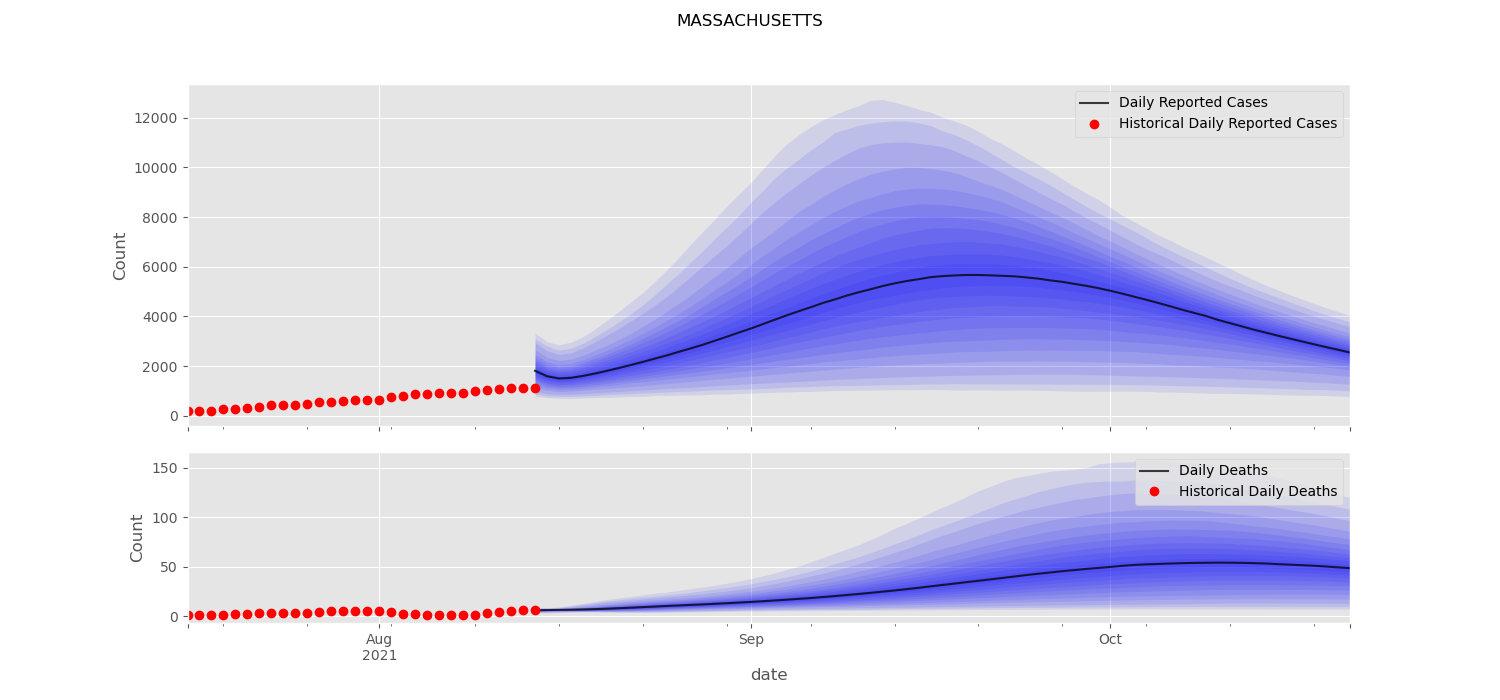 MASSACHUSETTS
Count
12000
10000
8000
6000
4000
2000
0
Daily Reported Cases
Historical Daily Reported Cases
Count
150
100
50
0
Daily Deaths
Historical Daily Deaths
Aug
2021
Sep
Oct
date